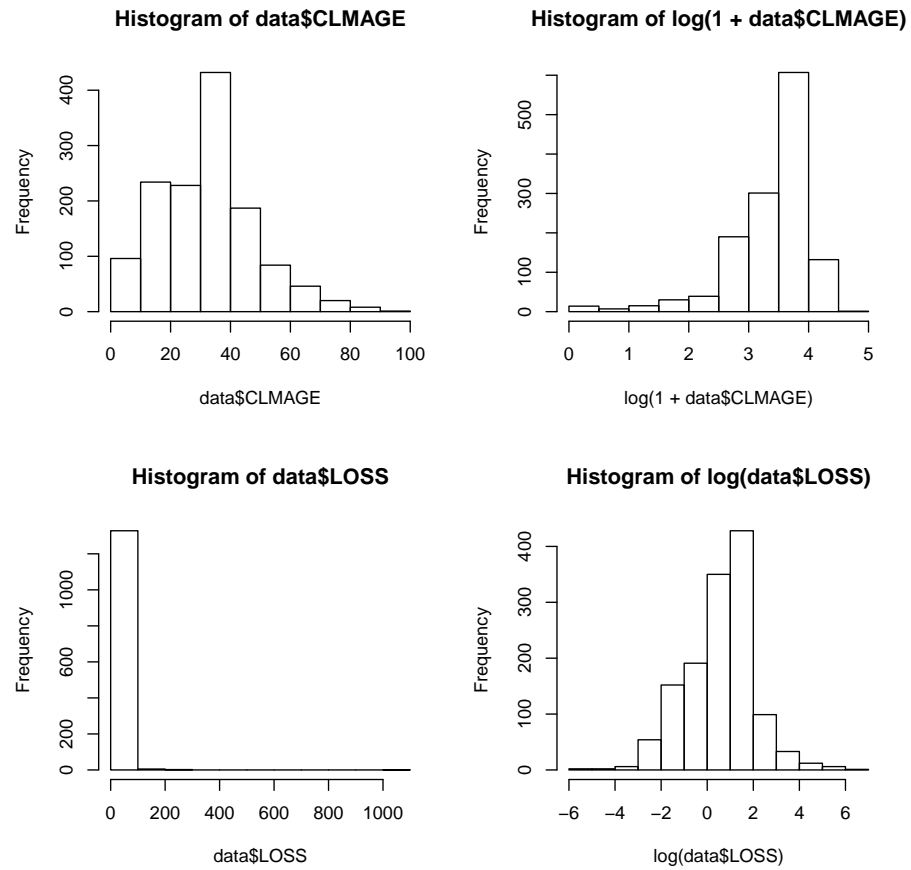 Histogram of data$CLMAGE
Frequency
0 100 200 300 400
0 20 40 60 80 100
data$CLMAGE
Histogram of log(1 + data$CLMAGE)
Frequency
0 100 300 500
0 1 2 3 4 5
log(1 + data$CLMAGE)
Histogram of data$LOSS
Frequency
0 200 600 1000
0 200 400 600 800 1000
data$LOSS
Histogram of log(data$LOSS)
Frequency
0 100 200 300 400
−6 −4 −2 0 2 4 6
log(data$LOSS)